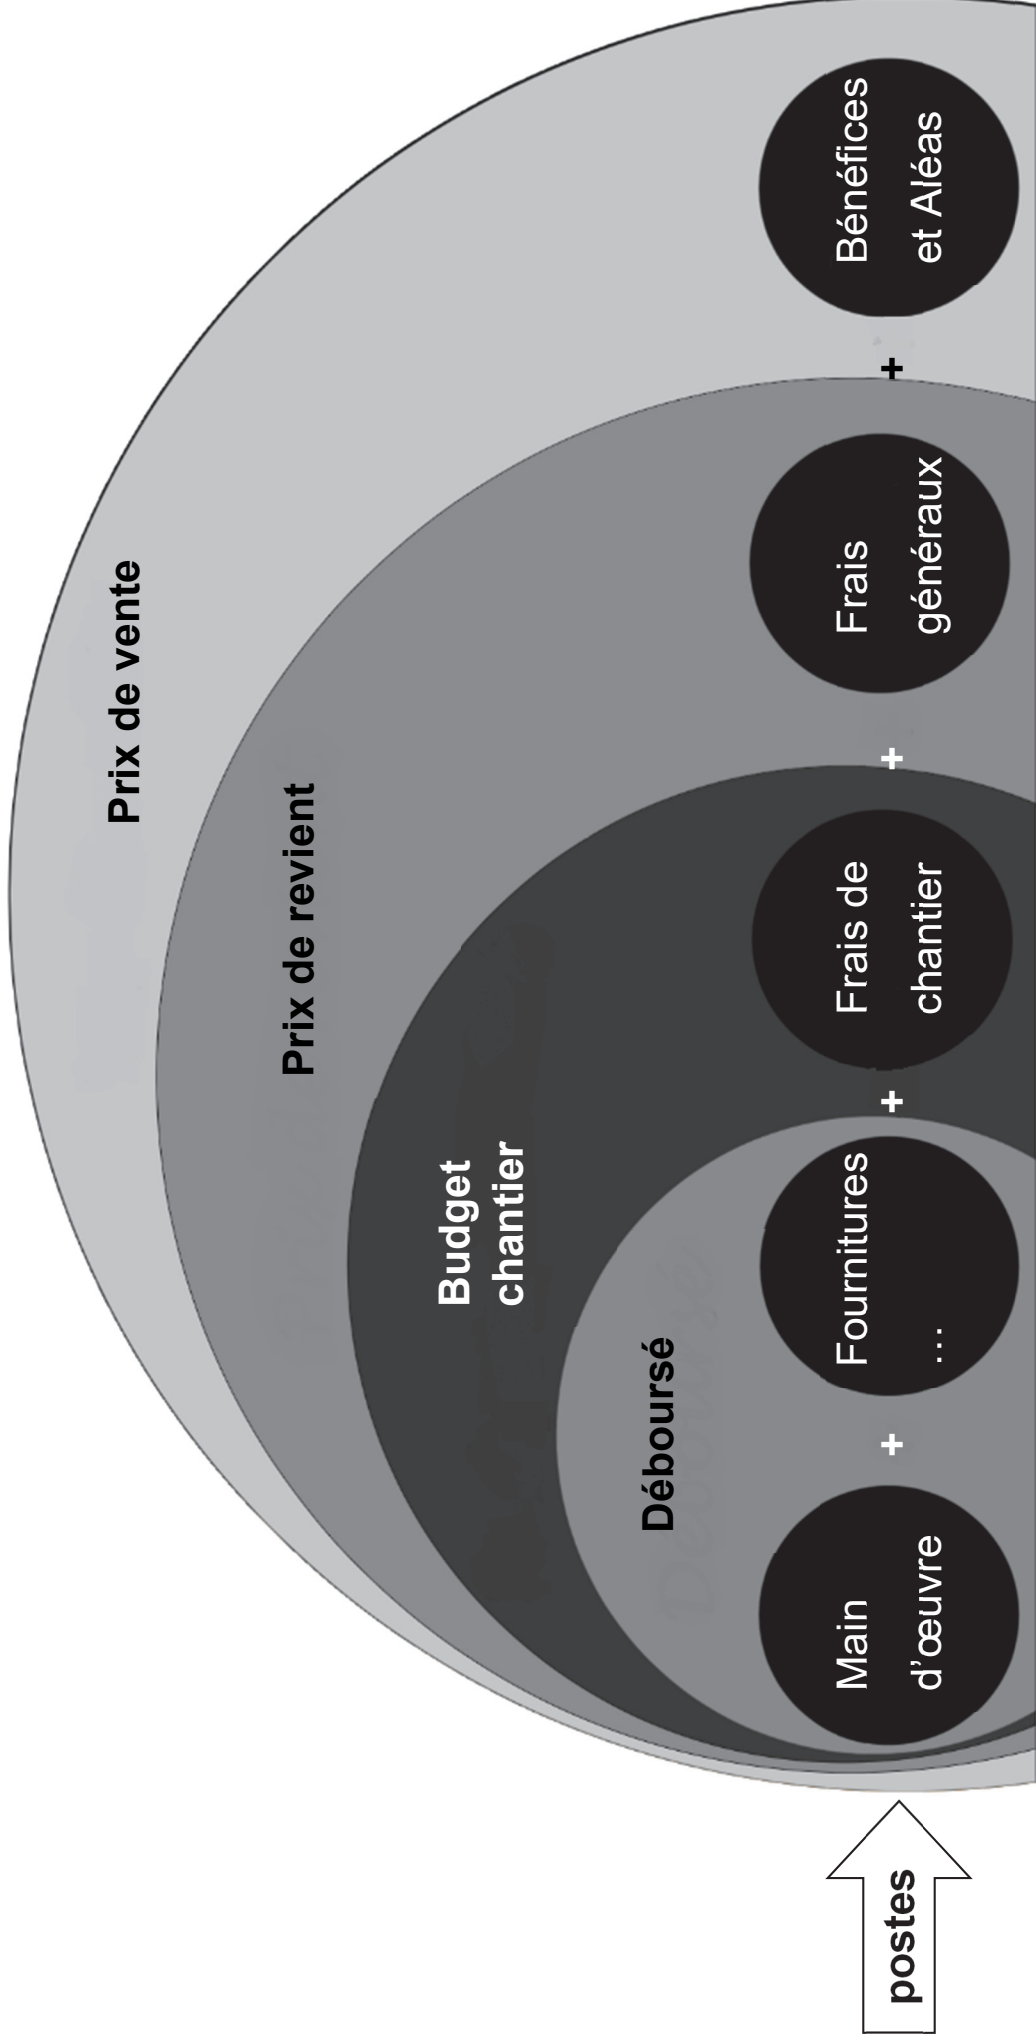 Prix de vente
Prix de revient
Budget
chantier
Déboursé
postes
Main
d'œuvre
+
Fournitures
...
+
Frais de
chantier
+
Frais
généraux
+
Bénéfices
et Aléas